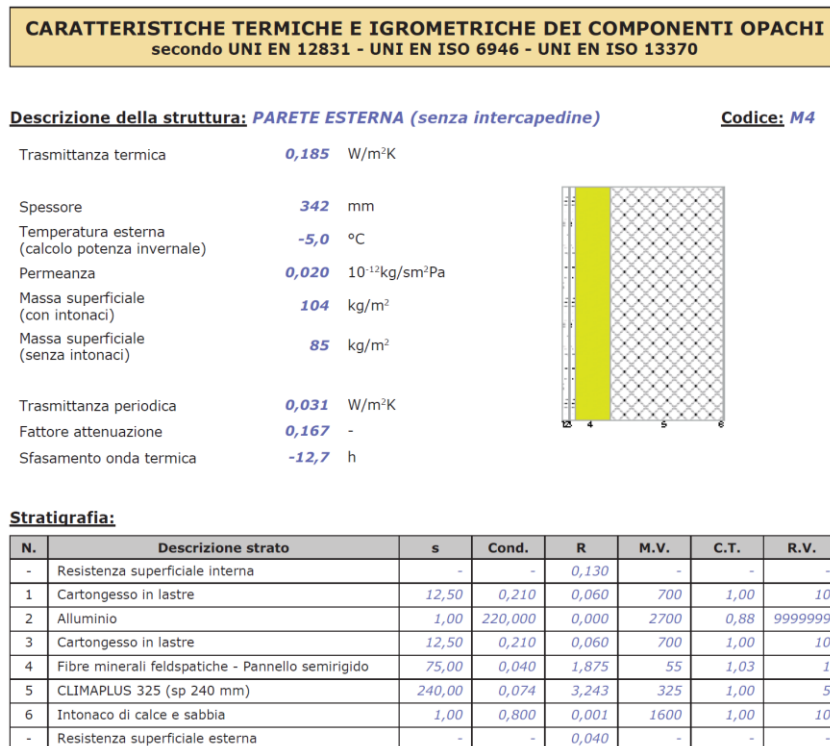 CARATTERISTICHE TERMICHE E IGROMETRICHE DEI COMPONENTI OPACHI
secondo UNI EN 12831 - UNI EN ISO 6946 - UNI EN ISO 13370
Descrizione della struttura: PARETE ESTERNA (senza intercapedine) Codice: M4
Trasmittanza termica 0,185 W/m²K
Spessore 342 mm
Temperatura esterna
(calcolo potenza invernale) -5,0 °C
Permeanza 0,020 10⁻¹²kg/sm²Pa
Massa superficiale
(con intonaci) 104 kg/m²
Massa superficiale
(senza intonaci) 85 kg/m²
Trasmittanza periodica 0,031 W/m²K
Fattore attenuazione 0,167 -
Sfasamento onda termica -12,7 h
1 2 3 4 5 6
Stratigrafia:
N. Descrizione strato s Cond. R M.V. C.T. R.V.
- Resistenza superficiale interna - - 0,130 - - -
1 Cartongesso in lastre 12,50 0,210 0,060 700 1,00 10
2 Alluminio 1,00 220,000 0,000 2700 0,88 9999999
3 Cartongesso in lastre 12,50 0,210 0,060 700 1,00 10
4 Fibre minerali feldspatiche - Pannello semirigido 75,00 0,040 1,875 55 1,03 1
5 CLIMAPLUS 325 (sp 240 mm) 240,00 0,074 3,243 325 1,00 5
6 Intonaco di calce e sabbia 1,00 0,800 0,001 1600 1,00 10
- Resistenza superficiale esterna - - 0,040 - - -